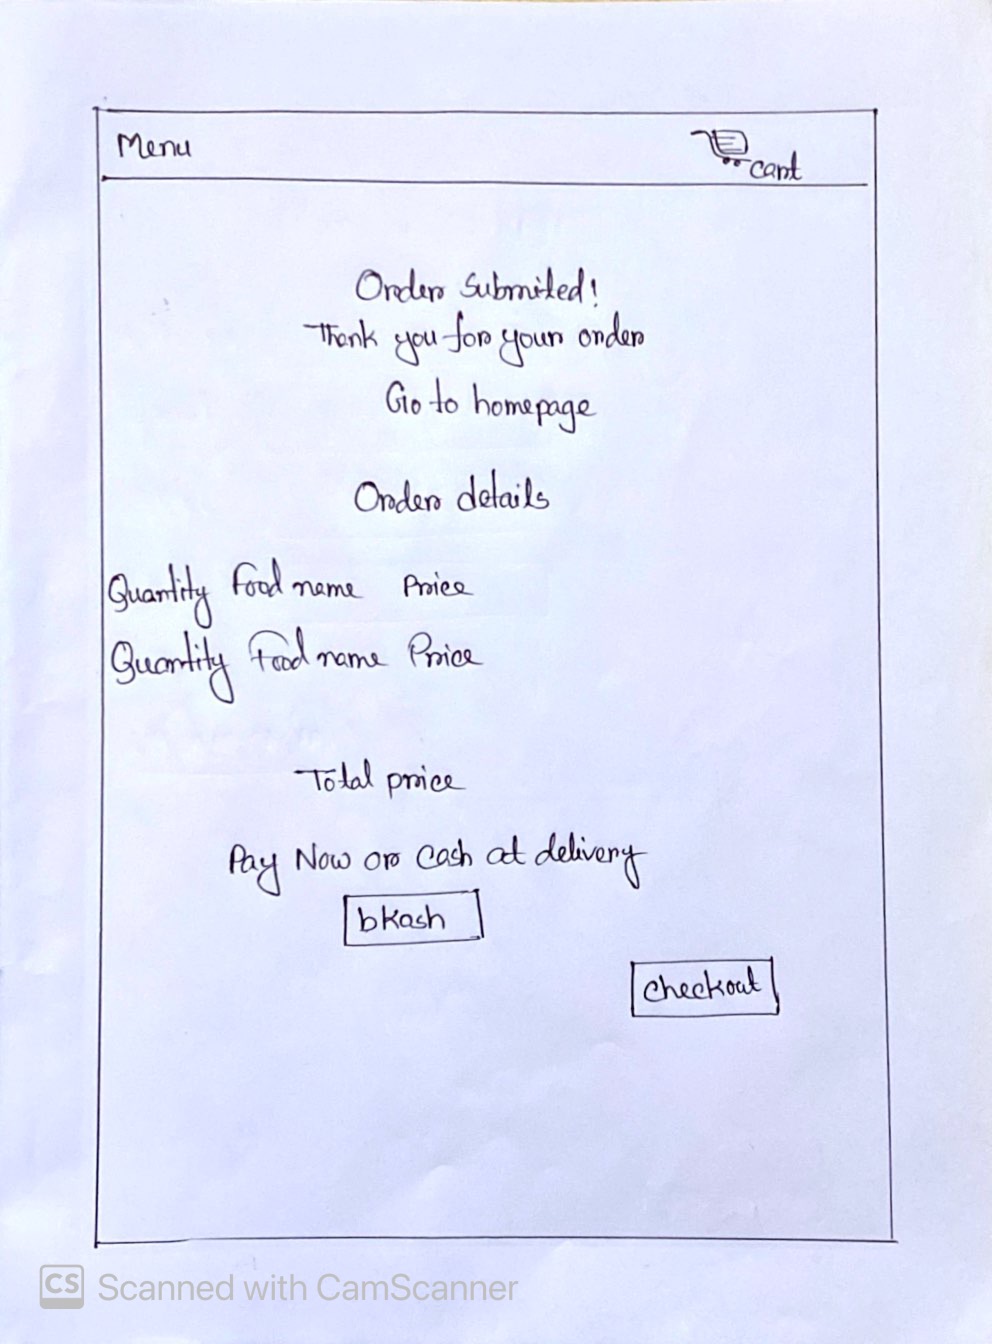 Menu
cart
Order Submited!
Thank you for your order
Go to homepage
Order details
Quantity Food name Price
Quantity Food name Price
Total price
Pay Now or Cash at delivery
bkash
checkout
CS Scanned with CamScanner